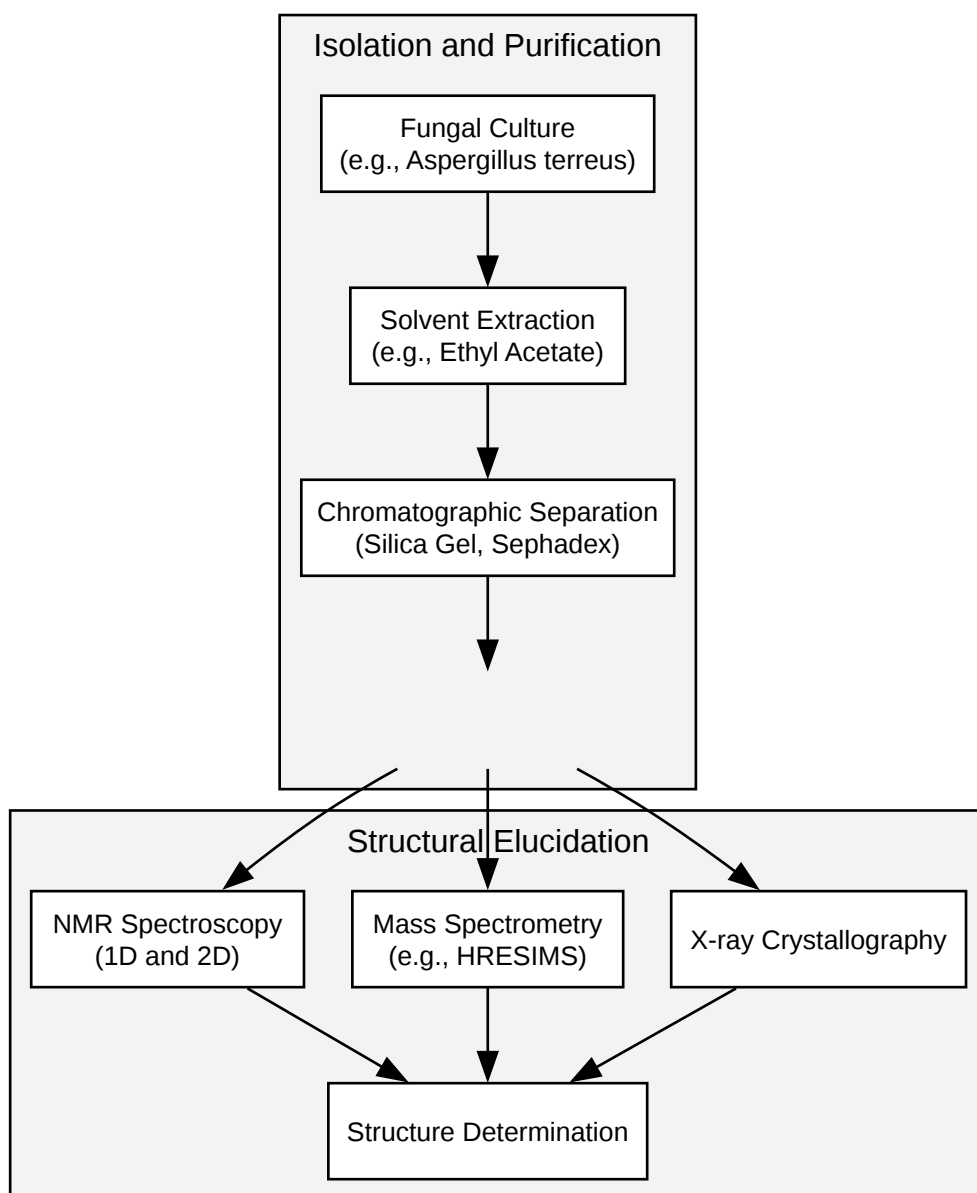 Isolation and Purification
Fungal Culture
(e.g., Aspergillus terreus)
Solvent Extraction
(e.g., Ethyl Acetate)
Chromatographic Separation
(Silica Gel, Sephadex)
Structural Elucidation
NMR Spectroscopy
(1D and 2D)
Mass Spectrometry
(e.g., HRESIMS)
X-ray Crystallography
Structure Determination